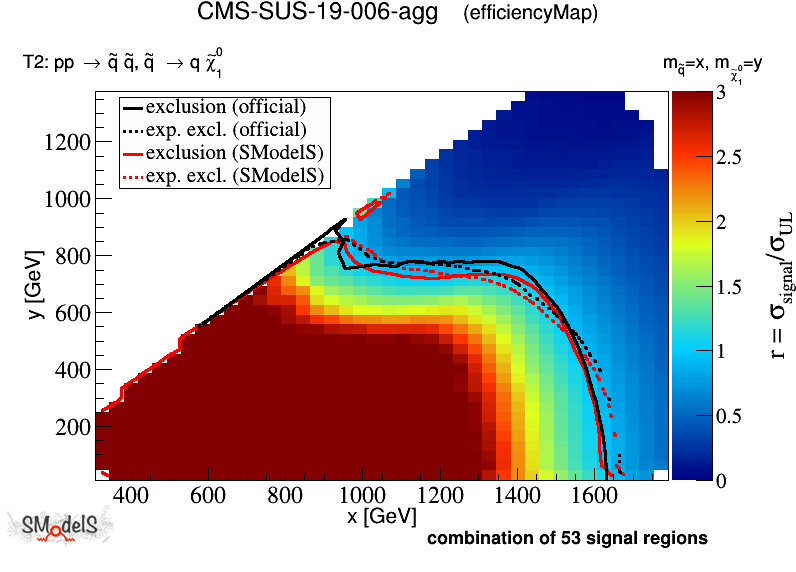 CMS-SUS-19-006-agg (efficiencyMap)
T2: pp → q̃ q̃, q̃ → q χ̃⁰₁
m_q̃=x, m_χ̃⁰₁=y
exclusion (official)
exp. excl. (official)
exclusion (SModelS)
exp. excl. (SModelS)
y [GeV]
1200
1000
800
600
400
200
400 600 800 1000 1200 1400 1600
x [GeV]
3
2.5
2
1.5
1
0.5
0
r = σ_signal/σ_UL
SModelS
combination of 53 signal regions